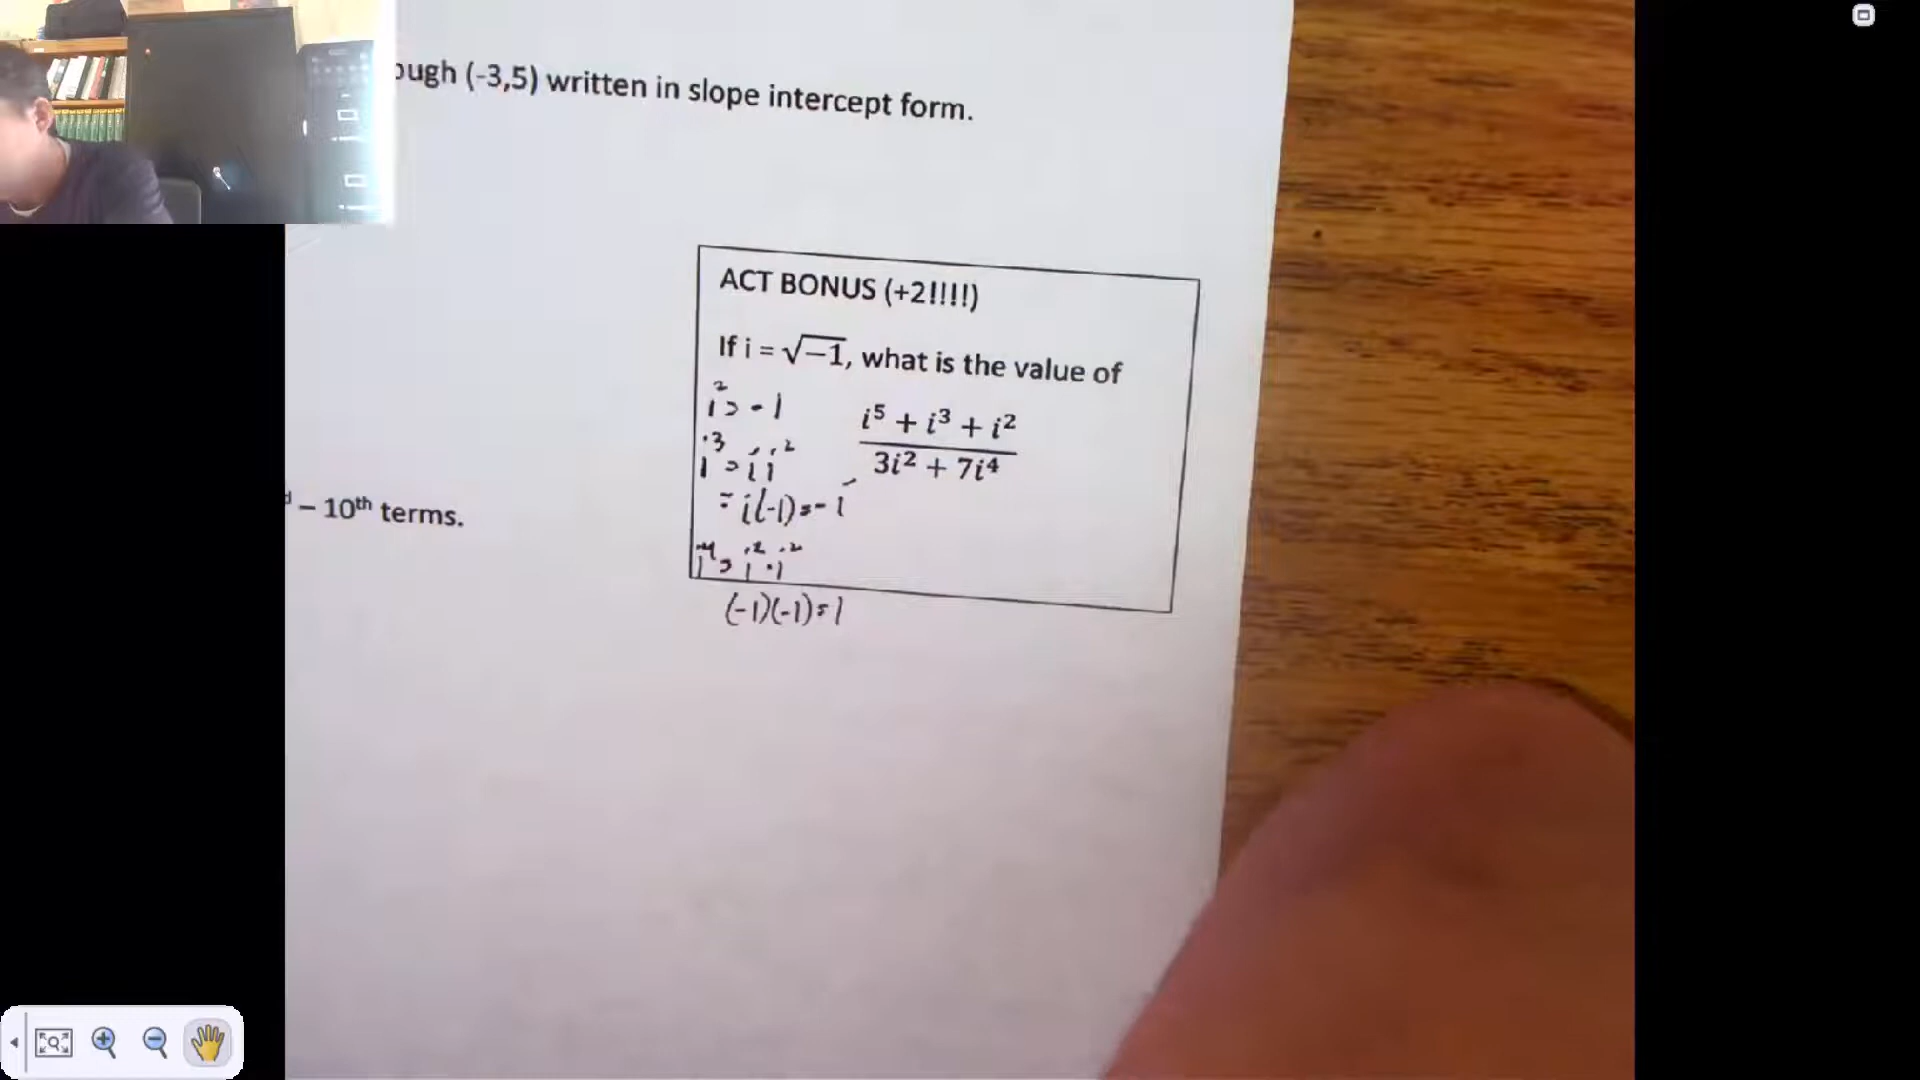 ough (-3,5) written in slope intercept form.
ACT BONUS (+2!!!!)
If i = √−1, what is the value of
i² = -1
i⁵ + i³ + i²
3i² + 7i⁴
i³ = i i²
= i(-1) = - i
– 10th terms.
i⁴ = i² · i²
(-1)(-1) = 1